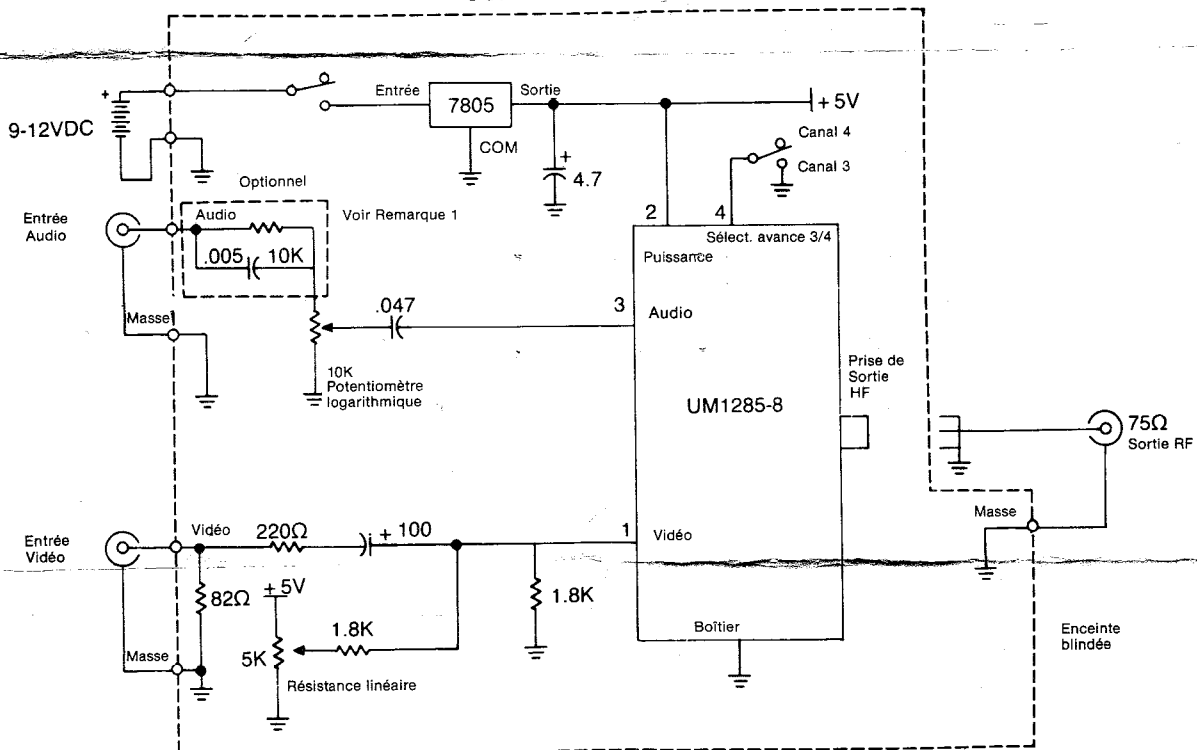 Entrée
7805
Sortie
+ 5V
+
9-12VDC
COM
Canal 4
Canal 3
+
4.7
Optionnel
Entrée
Audio
Audio
Voir Remarque 1
.005
10K
2
4
Sélect. avance 3/4
Puissance
Masse
.047
3
Audio
10K
Potentiomètre
logarithmique
Prise de
Sortie
HF
UM1285-8
75Ω
Sortie RF
Entrée
Vidéo
Vidéo
220Ω
+ 100
1
Vidéo
Masse
82Ω
+ 5V
1.8K
1.8K
Masse
5K
Résistance linéaire
Boîtier
Enceinte
blindée